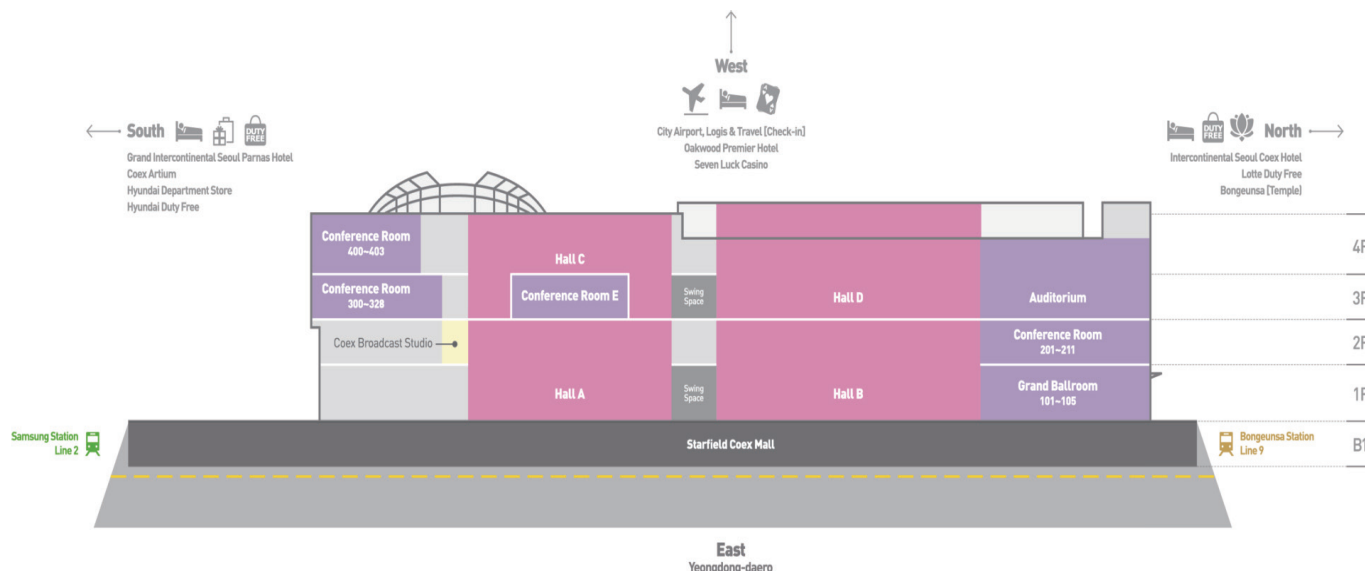 West
City Airport, Logis & Travel [Check-in]
Oakwood Premier Hotel
Seven Luck Casino
South
DUTY
FREE
Grand Intercontinental Seoul Parnas Hotel
Coex Artium
Hyundai Department Store
Hyundai Duty Free
DUTY
FREE
North
Intercontinental Seoul Coex Hotel
Lotte Duty Free
Bongeunsa [Temple]
Conference Room
400~403
Hall C
4F
Conference Room
300~328
Conference Room E
Swing
Space
Hall D
Auditorium
3F
Coex Broadcast Studio
Conference Room
201~211
2F
Hall A
Swing
Space
Hall B
Grand Ballroom
101~105
1F
Samsung Station
Line 2
Starfield Coex Mall
Bongeunsa Station
Line 9
B1
East
Yeongdong-daero